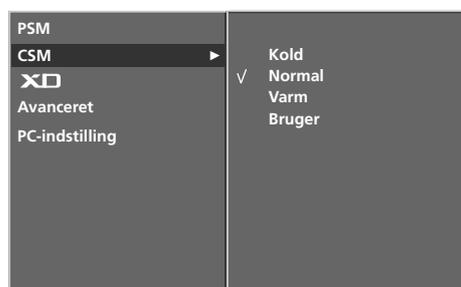 PSM
CSM ►
XD
Avanceret
PC-indstilling
Kold
√ Normal
Varm
Bruger